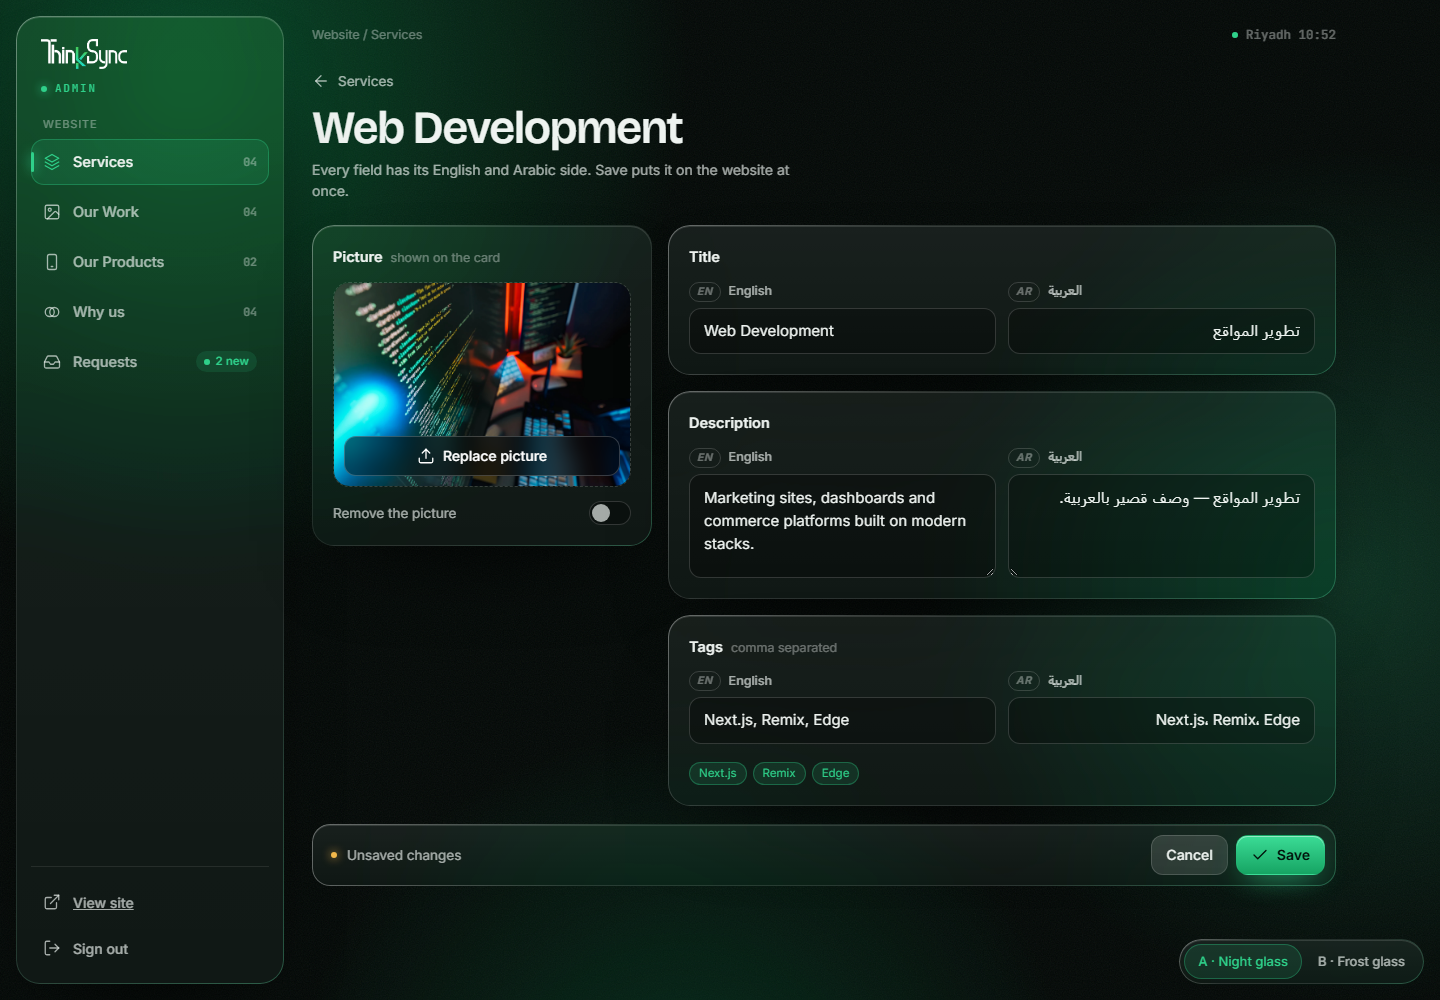 ThinkSync
ADMIN
WEBSITE
Services 04
Our Work 04
Our Products 02
Why us 04
Requests 2 new
View site
Sign out
Website / Services
Riyadh 10:52
Services
Web Development
Every field has its English and Arabic side. Save puts it on the website at
once.
Picture shown on the card
Replace picture
Remove the picture
Title
EN English
AR العربية
Web Development
تطوير المواقع
Description
EN English
AR العربية
Marketing sites, dashboards and
commerce platforms built on modern
stacks.
تطوير المواقع — وصف قصير بالعربية.
Tags comma separated
EN English
AR العربية
Next.js, Remix, Edge
Next.js، Remix، Edge
Next.js Remix Edge
Unsaved changes
Cancel
Save
A · Night glass
B · Frost glass